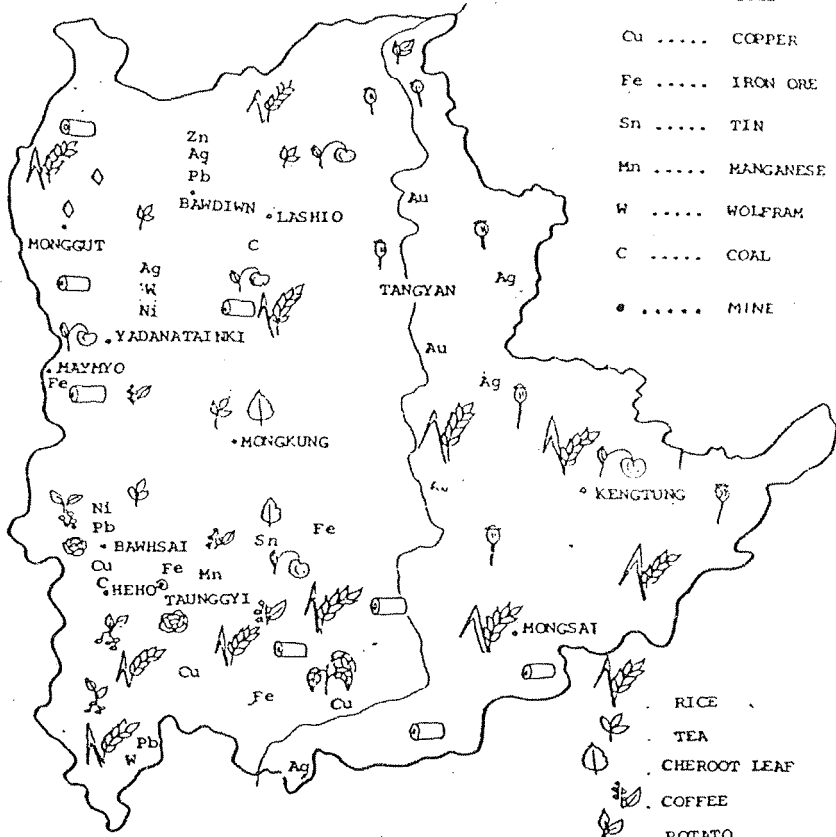 Cu ..... COPPER
Fe ..... IRON ORE
Sn ..... TIN
Mn ..... MANGANESE
W ..... WOLFRAM
C ..... COAL
..... MINE
Zn
Ag
Pb
BAWDIWN
LASHIO
Au
MONGGUT
C
Ag
W
Ni
Ag
TANGYAN
YADANATAINKI
Au
MAYMYO
Fe
Ag
MONGKUNG
KENGTUNG
Ni
Pb
Fe
Sn
BAWHSAI
Cu
Fe
Mn
C
HEHO
TAUNGGYI
MONGSAI
Cu
Fe
Cu
Pb
W
Ag
RICE
TEA
CHEROOT LEAF
COFFEE
POTATO